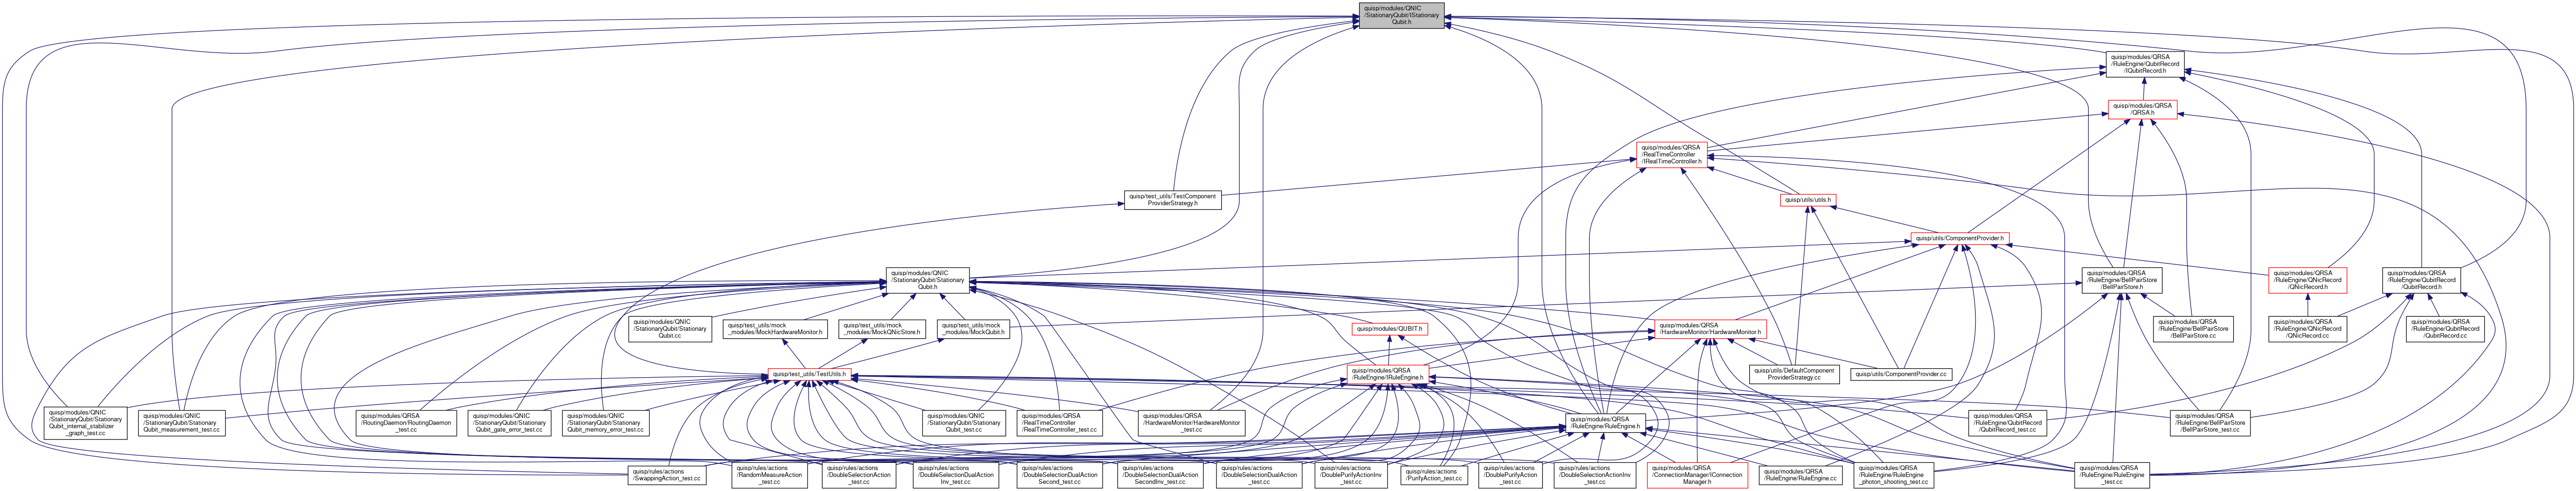 quisp/modules/QNIC
/StationaryQubit/IStationary
Qubit.h
quisp/modules/QRSA
/RuleEngine/QubitRecord
/IQubitRecord.h
quisp/modules/QRSA
/QRSA.h
quisp/modules/QRSA
/RealTimeController
/IRealTimeController.h
quisp/test_utils/TestComponent
ProviderStrategy.h
quisp/utils/utils.h
quisp/utils/ComponentProvider.h
quisp/modules/QNIC
/StationaryQubit/Stationary
Qubit.h
quisp/modules/QRSA
/RuleEngine/BellPairStore
/BellPairStore.h
quisp/modules/QRSA
/RuleEngine/QNicRecord
/IQNicRecord.h
quisp/modules/QRSA
/RuleEngine/QubitRecord
/QubitRecord.h
quisp/modules/QNIC
/StationaryQubit/Stationary
Qubit.cc
quisp/test_utils/mock
_modules/MockHardwareMonitor.h
quisp/test_utils/mock
_modules/MockQNicStore.h
quisp/test_utils/mock
_modules/MockQubit.h
quisp/modules/QUBIT.h
quisp/modules/QRSA
/HardwareMonitor/HardwareMonitor.h
quisp/modules/QRSA
/RuleEngine/BellPairStore
/BellPairStore.cc
quisp/modules/QRSA
/RuleEngine/QNicRecord
/QNicRecord.cc
quisp/modules/QRSA
/RuleEngine/QubitRecord
/QubitRecord.cc
quisp/test_utils/TestUtils.h
quisp/modules/QRSA
/RuleEngine/IRuleEngine.h
quisp/utils/DefaultComponent
ProviderStrategy.cc
quisp/utils/ComponentProvider.cc
quisp/modules/QNIC
/StationaryQubit/Stationary
Qubit_internal_stabilizer
_graph_test.cc
quisp/modules/QNIC
/StationaryQubit/Stationary
Qubit_measurement_test.cc
quisp/modules/QRSA
/RoutingDaemon/RoutingDaemon
_test.cc
quisp/modules/QNIC
/StationaryQubit/Stationary
Qubit_gate_error_test.cc
quisp/modules/QNIC
/StationaryQubit/Stationary
Qubit_memory_error_test.cc
quisp/modules/QNIC
/StationaryQubit/Stationary
Qubit_test.cc
quisp/modules/QRSA
/RealTimeController
/RealTimeController_test.cc
quisp/modules/QRSA
/HardwareMonitor/HardwareMonitor
_test.cc
quisp/modules/QRSA
/RuleEngine/RuleEngine.h
quisp/modules/QRSA
/RuleEngine/QubitRecord
/QubitRecord_test.cc
quisp/modules/QRSA
/RuleEngine/BellPairStore
/BellPairStore_test.cc
quisp/rules/actions
/SwappingAction_test.cc
quisp/rules/actions
/RandomMeasureAction
_test.cc
quisp/rules/actions
/DoubleSelectionAction
_test.cc
quisp/rules/actions
/DoubleSelectionDualAction
Inv_test.cc
quisp/rules/actions
/DoubleSelectionDualAction
Second_test.cc
quisp/rules/actions
/DoubleSelectionDualAction
SecondInv_test.cc
quisp/rules/actions
/DoubleSelectionDualAction
_test.cc
quisp/rules/actions
/DoublePurifyActionInv
_test.cc
quisp/rules/actions
/PurifyAction_test.cc
quisp/rules/actions
/DoublePurifyAction
_test.cc
quisp/rules/actions
/DoubleSelectionActionInv
_test.cc
quisp/modules/QRSA
/ConnectionManager/IConnection
Manager.h
quisp/modules/QRSA
/RuleEngine/RuleEngine.cc
quisp/modules/QRSA
/RuleEngine/RuleEngine
_photon_shooting_test.cc
quisp/modules/QRSA
/RuleEngine/RuleEngine
_test.cc